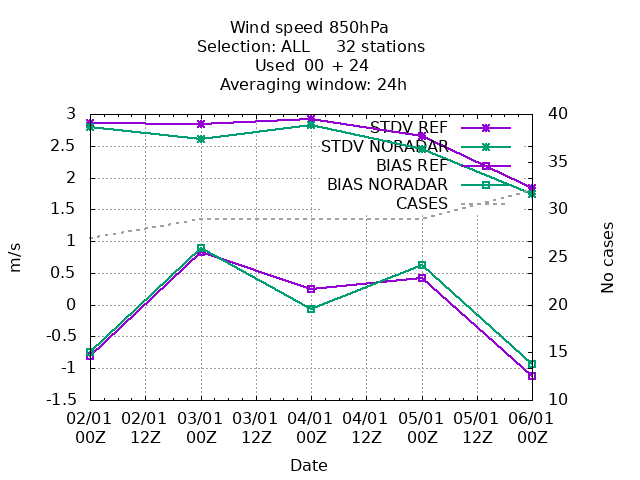 Wind speed 850hPa
Selection: ALL 32 stations
Used 00 + 24
Averaging window: 24h
3
2.5
2
1.5
1
0.5
0
-0.5
-1
-1.5
m/s
STDV REF
STDV NORADAR
BIAS REF
BIAS NORADAR
CASES
40
35
30
25
20
15
10
No cases
02/01 02/01 03/01 03/01 04/01 04/01 05/01 05/01 06/01
00Z 12Z 00Z 12Z 00Z 12Z 00Z 12Z 00Z
Date